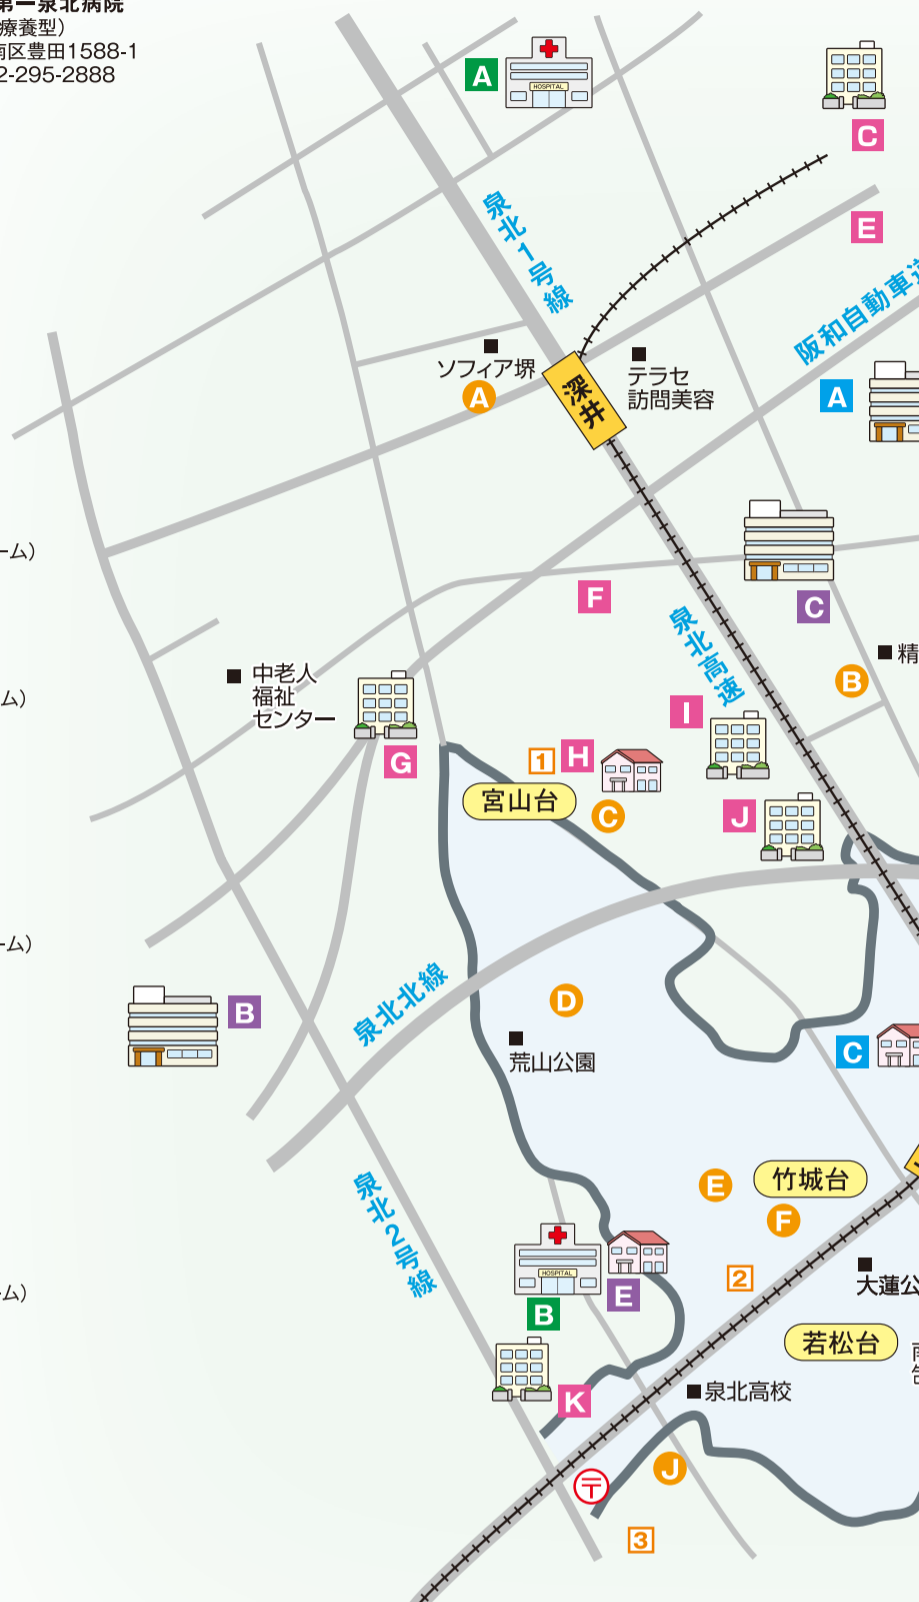 第一泉北病院
療養型）
南区豊田1588-1
2-295-2888
A
HOSPITAL
C
泉北1号線
E
阪和自動車道
ソフィア堺
A
深井
テラセ
訪問美容
A
ーム）
F
C
泉北高速
精
B
中老人
福祉
センター
ム）
G
I
1
H
宮山台
C
J
ーム）
泉北北線
D
B
荒山公園
C
竹城台
E
F
泉北2号線
2
HOSPITAL
B
E
大蓮公
ーム）
若松台
K
泉北高校
〒
J
3